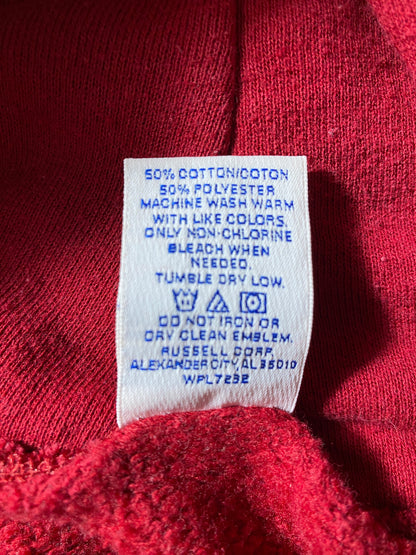 50% COTTON/COTON
50% POLYESTER
MACHINE WASH WARM
WITH LIKE COLORS.
ONLY NON-CHLORINE
BLEACH WHEN
NEEDED.
TUMBLE DRY LOW.
DO NOT IRON OR
DRY CLEAN EMBLEM.
RUSSELL CORP.
ALEXANDER CITY, AL 35010
WPL7232